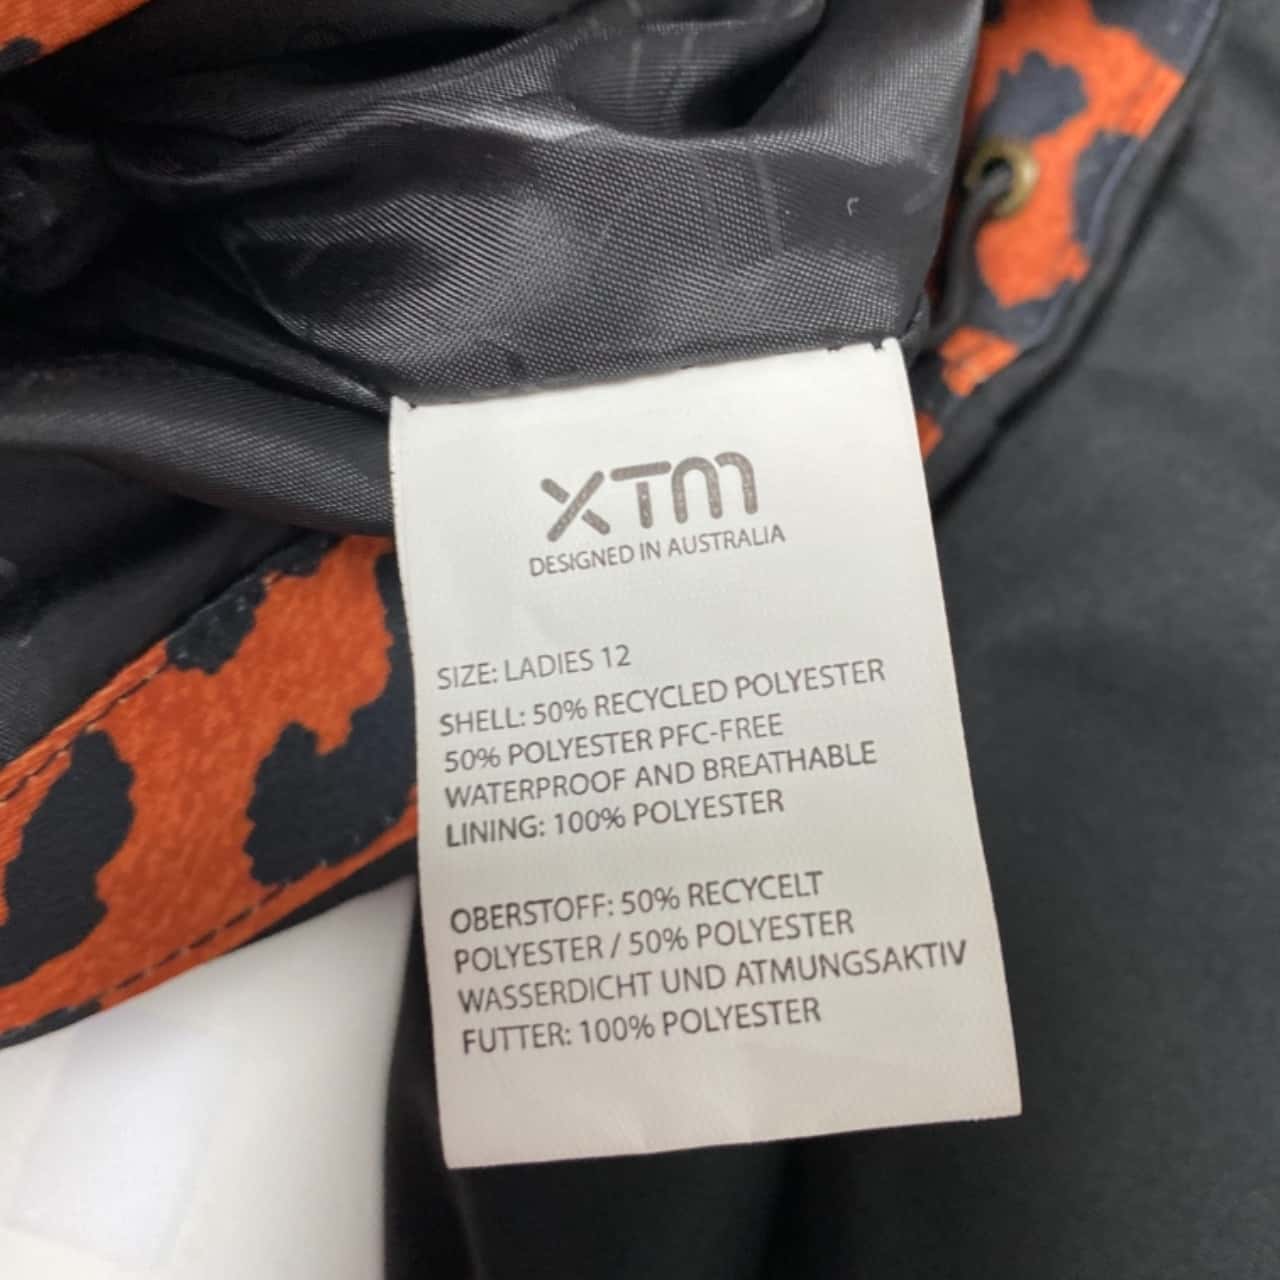 XTM
DESIGNED IN AUSTRALIA
SIZE: LADIES 12
SHELL: 50% RECYCLED POLYESTER
50% POLYESTER PFC-FREE
WATERPROOF AND BREATHABLE
LINING: 100% POLYESTER
OBERSTOFF: 50% RECYCELT
POLYESTER / 50% POLYESTER
WASSERDICHT UND ATMUNGSAKTIV
FUTTER: 100% POLYESTER